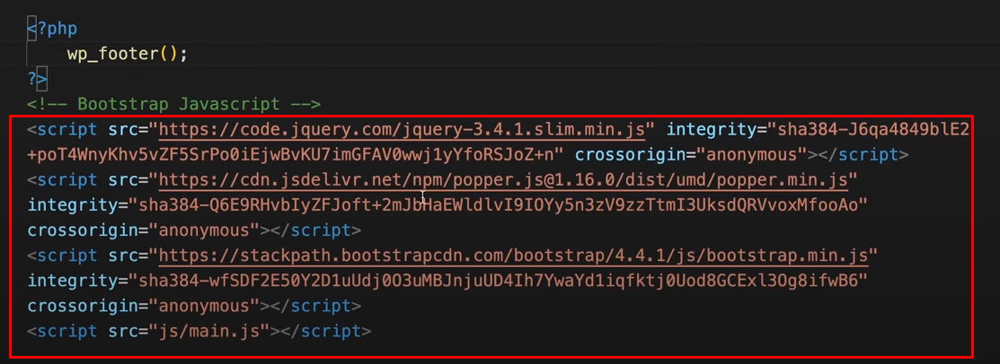 <?php
wp_footer();
?>
<!-- Bootstrap Javascript -->
<script src="https://code.jquery.com/jquery-3.4.1.slim.min.js" integrity="sha384-J6qa4849blE2
+poT4WnyKhv5vZF5SrPo0iEjwBvKU7imGFAV0wwj1yYfoRSJoZ+n" crossorigin="anonymous"></script>
<script src="https://cdn.jsdelivr.net/npm/popper.js@1.16.0/dist/umd/popper.min.js"
integrity="sha384-Q6E9RHvbIyZFJoft+2mJbHaEWldlvI9IOYy5n3zV9zzTtmI3UksdQRVvoxMfooAo"
crossorigin="anonymous"></script>
<script src="https://stackpath.bootstrapcdn.com/bootstrap/4.4.1/js/bootstrap.min.js"
integrity="sha384-wfSDF2E50Y2D1uUdj0O3uMBJnjuUD4Ih7YwaYd1iqfktj0Uod8GCExl3Og8ifwB6"
crossorigin="anonymous"></script>
<script src="js/main.js"></script>